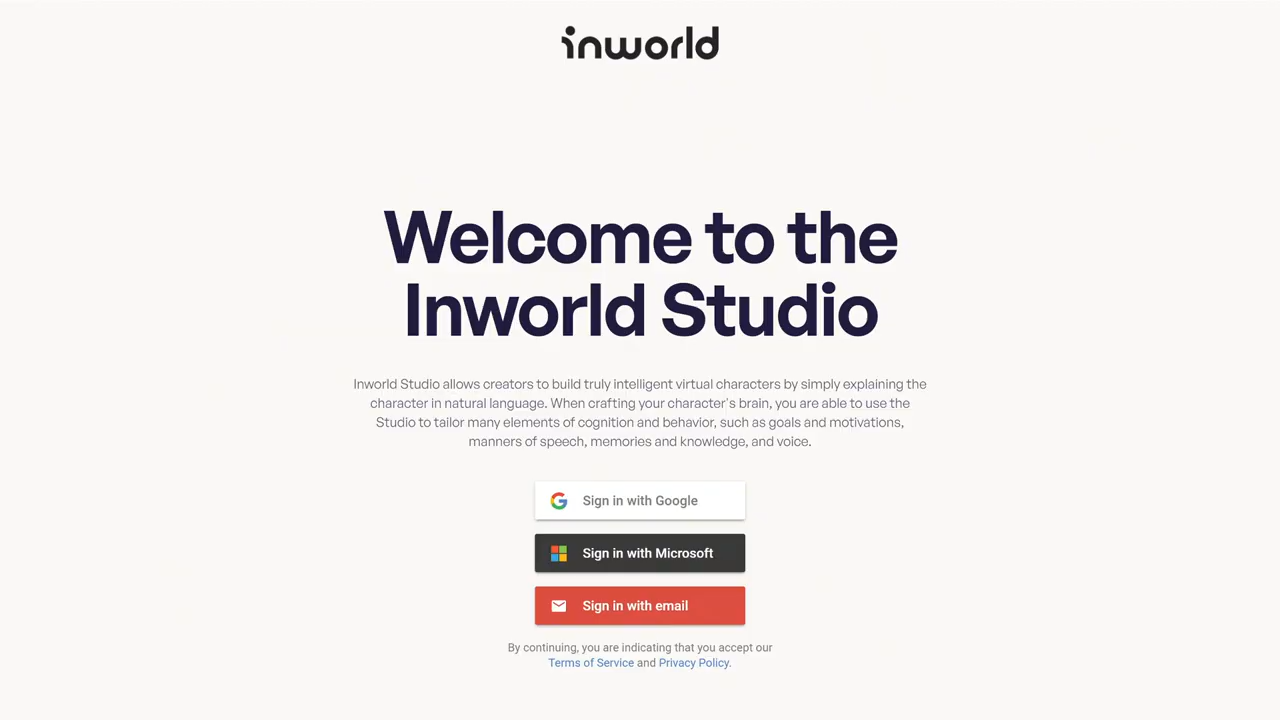 inworld
Welcome to the
Inworld Studio
Inworld Studio allows creators to build truly intelligent virtual characters by simply explaining the
character in natural language. When crafting your character's brain, you are able to use the
Studio to tailor many elements of cognition and behavior, such as goals and motivations,
manners of speech, memories and knowledge, and voice.
Sign in with Google
Sign in with Microsoft
Sign in with email
By continuing, you are indicating that you accept our
Terms of Service and Privacy Policy.